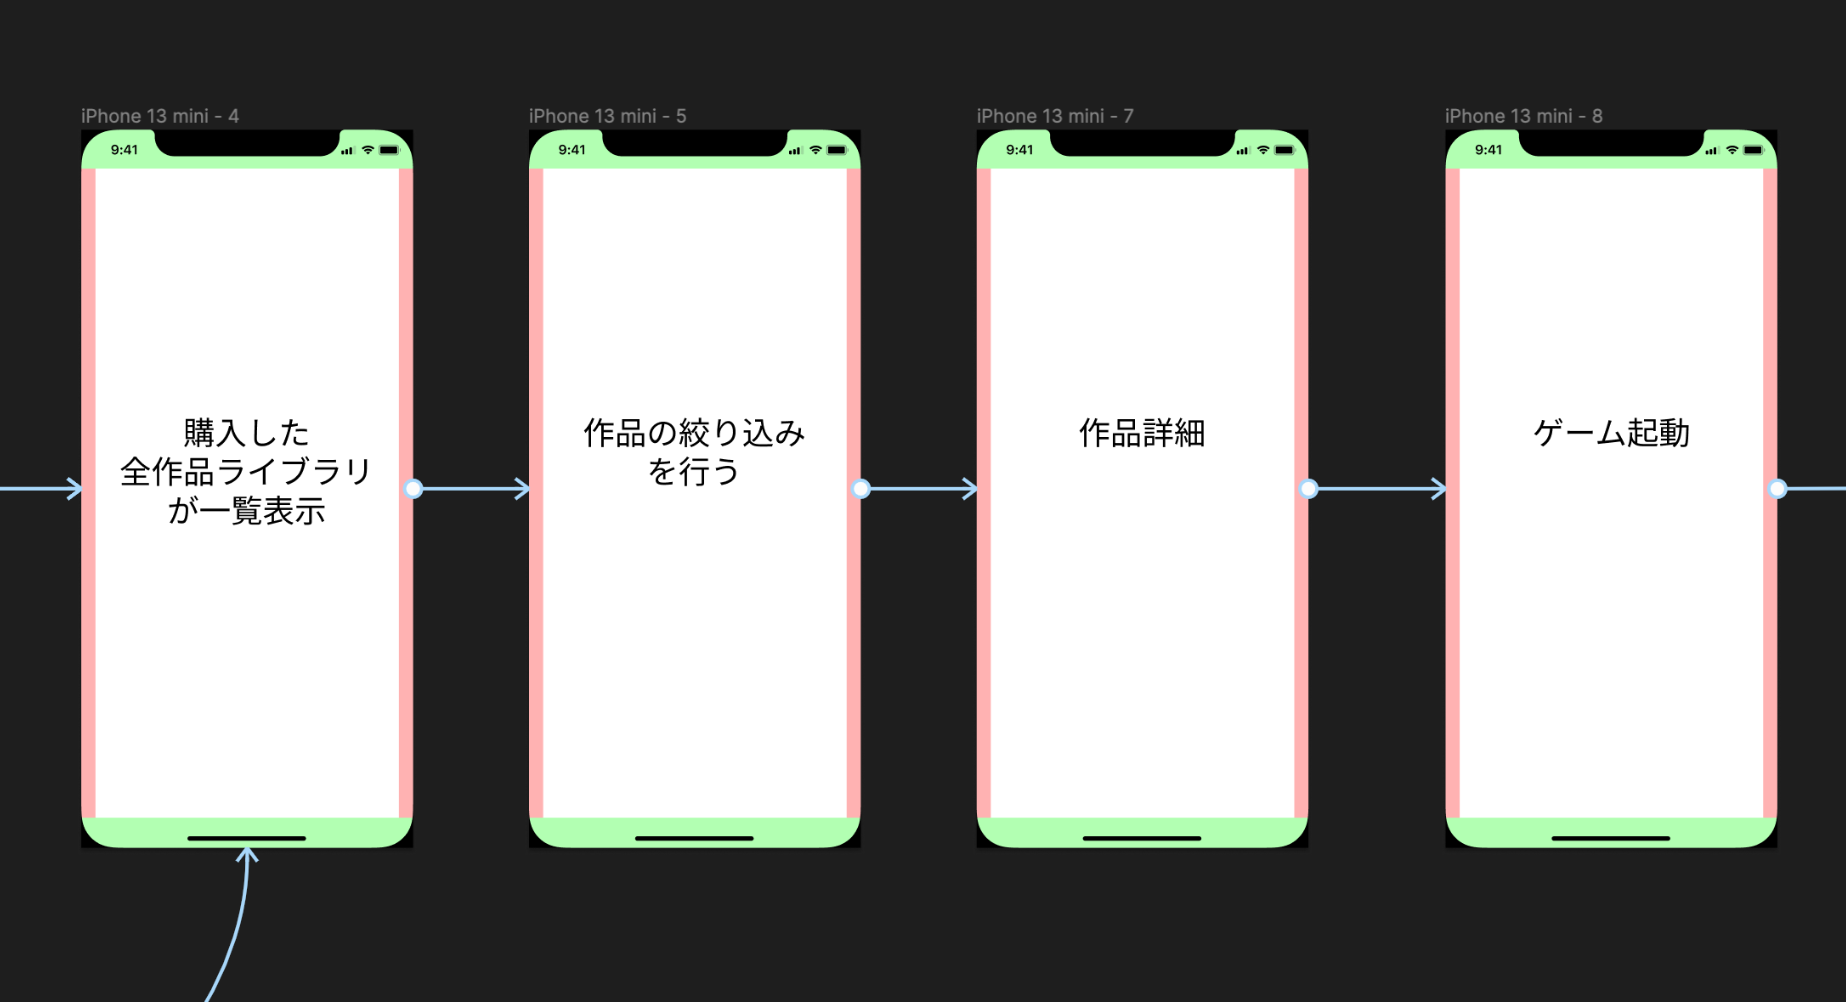 iPhone 13 mini - 4
9:41
購入した
全作品ライブラリ
が一覧表示
iPhone 13 mini - 5
9:41
作品の絞り込み
を行う
iPhone 13 mini - 7
9:41
作品詳細
iPhone 13 mini - 8
9:41
ゲーム起動